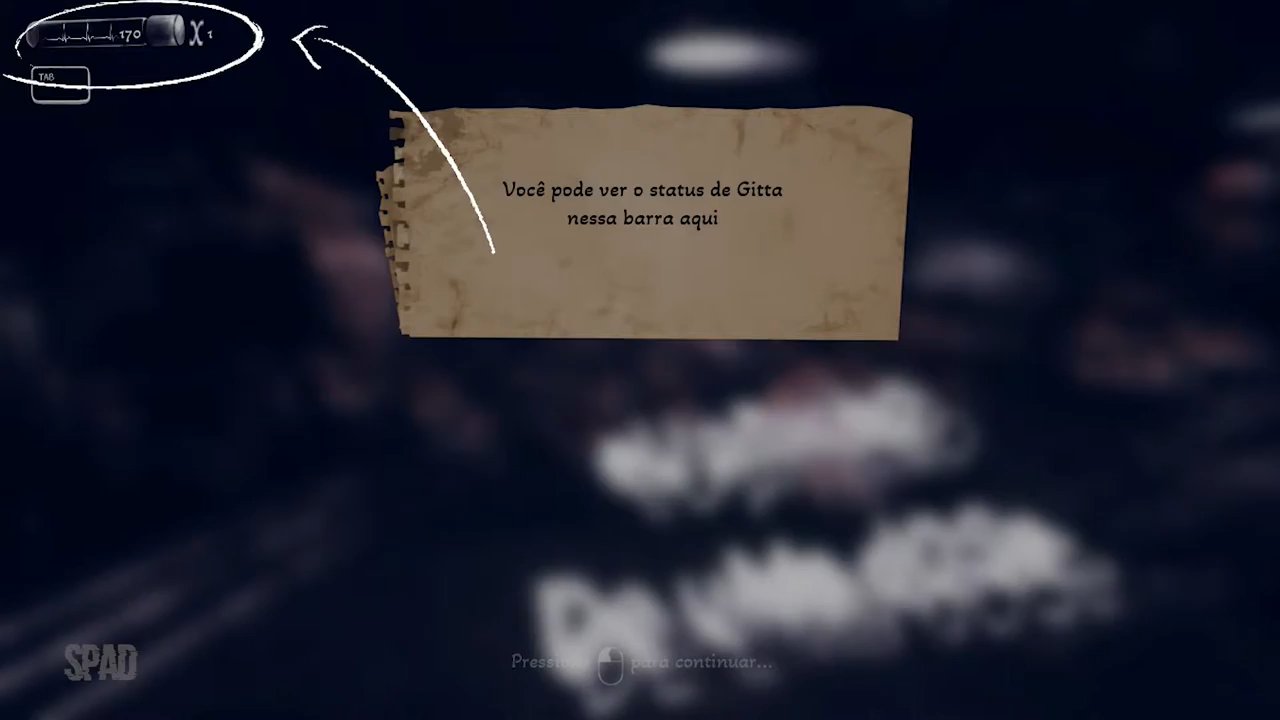 170
X 1
TAB
Você pode ver o status de Gitta
nessa barra aqui
SPAD
para continuar...